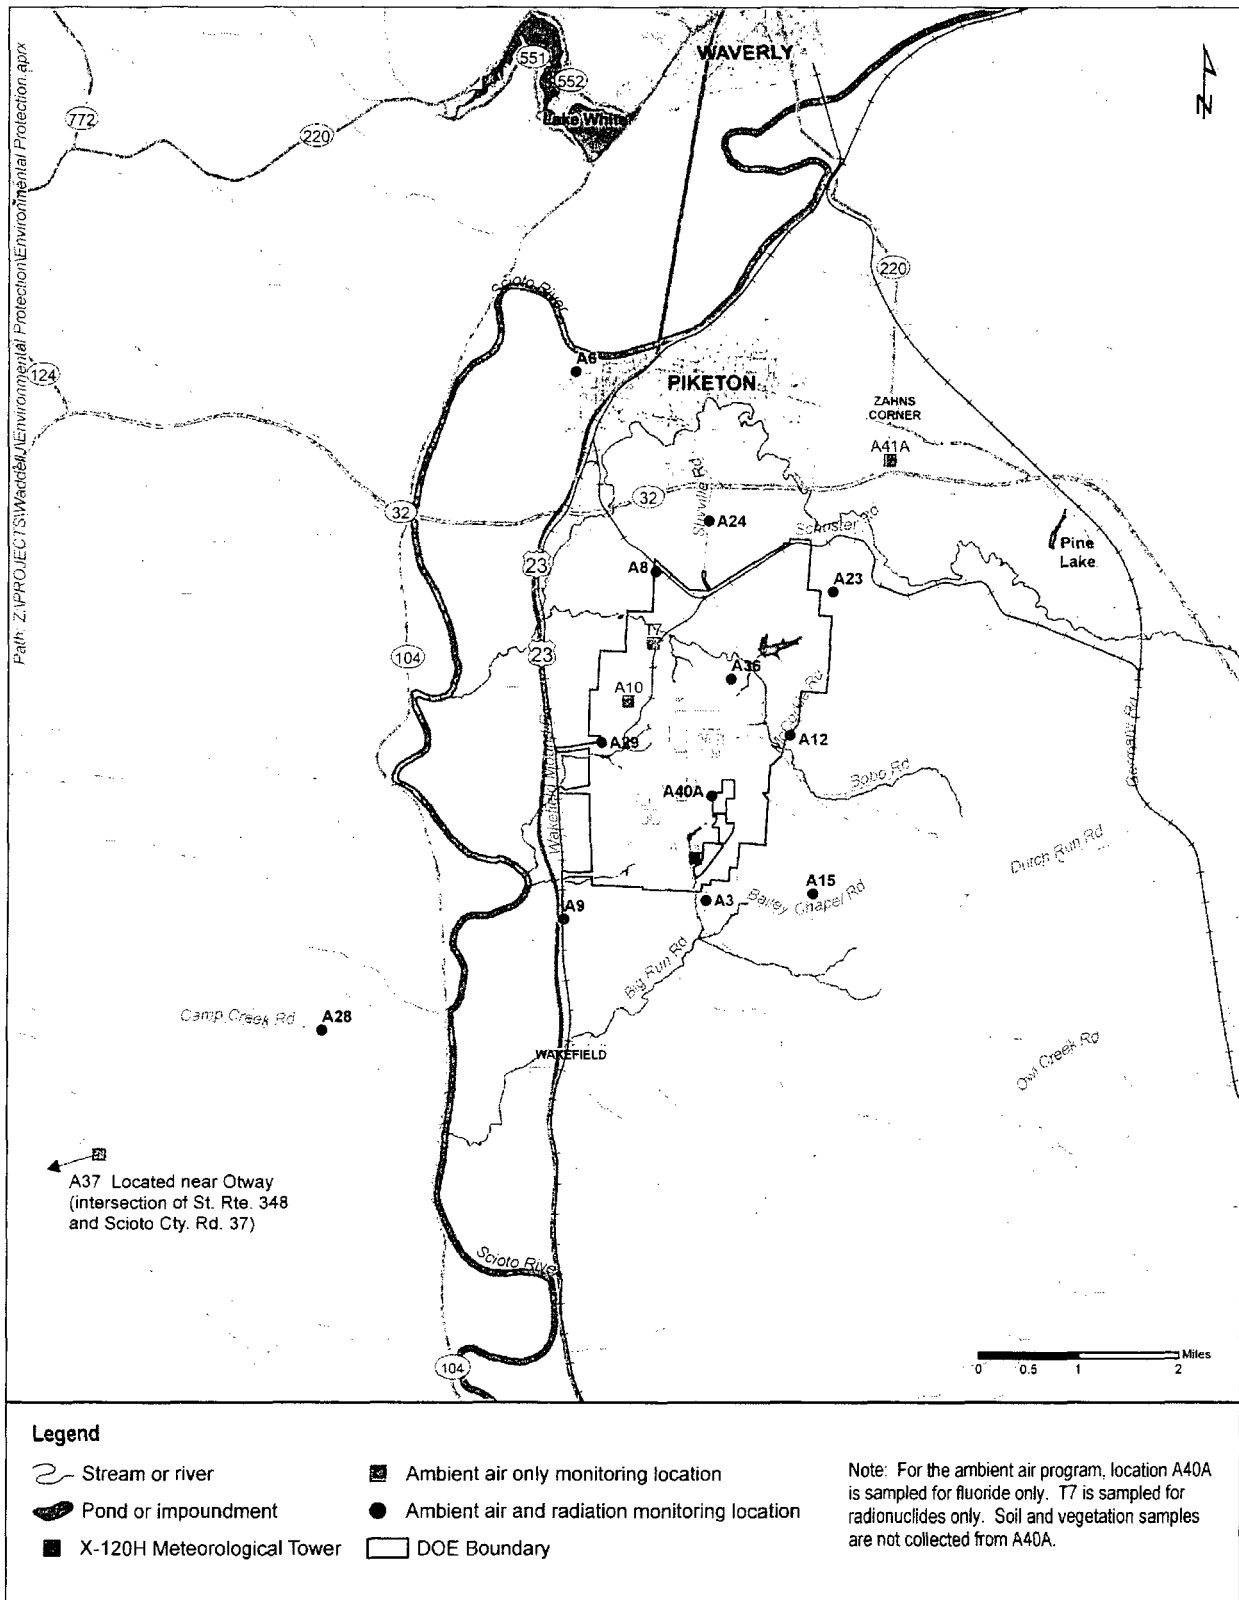 Path: Z:\PROJECTS\WaddellJ\Environmental Protection\Environmental Protection.aprx
WAVERLY
551
552
Lake White
772
220
N
220
Scioto River
A6
124
PIKETON
ZAHNS
CORNER
A41A
32
32
Shyville Rd
A24
Schuster Rd
Pine
Lake
23
A8
A23
T7
104
23
A36
A10
McCorkle Rd
A29
A12
Wakefield Mound Rd
Germany Rd
Bobo Rd
A40A
Dutch Run Rd
A15
A3
Bailey Chapel Rd
A9
Big Run Rd
Camp Creek Rd
A28
WAKEFIELD
Owl Creek Rd
A37 Located near Otway
(intersection of St. Rte. 348
and Scioto Cty. Rd. 37)
Scioto River
104
Miles
0 0.5 1 2
Legend
Stream or river
Pond or impoundment
X-120H Meteorological Tower
Ambient air only monitoring location
Ambient air and radiation monitoring location
DOE Boundary
Note: For the ambient air program, location A40A
is sampled for fluoride only. T7 is sampled for
radionuclides only. Soil and vegetation samples
are not collected from A40A.